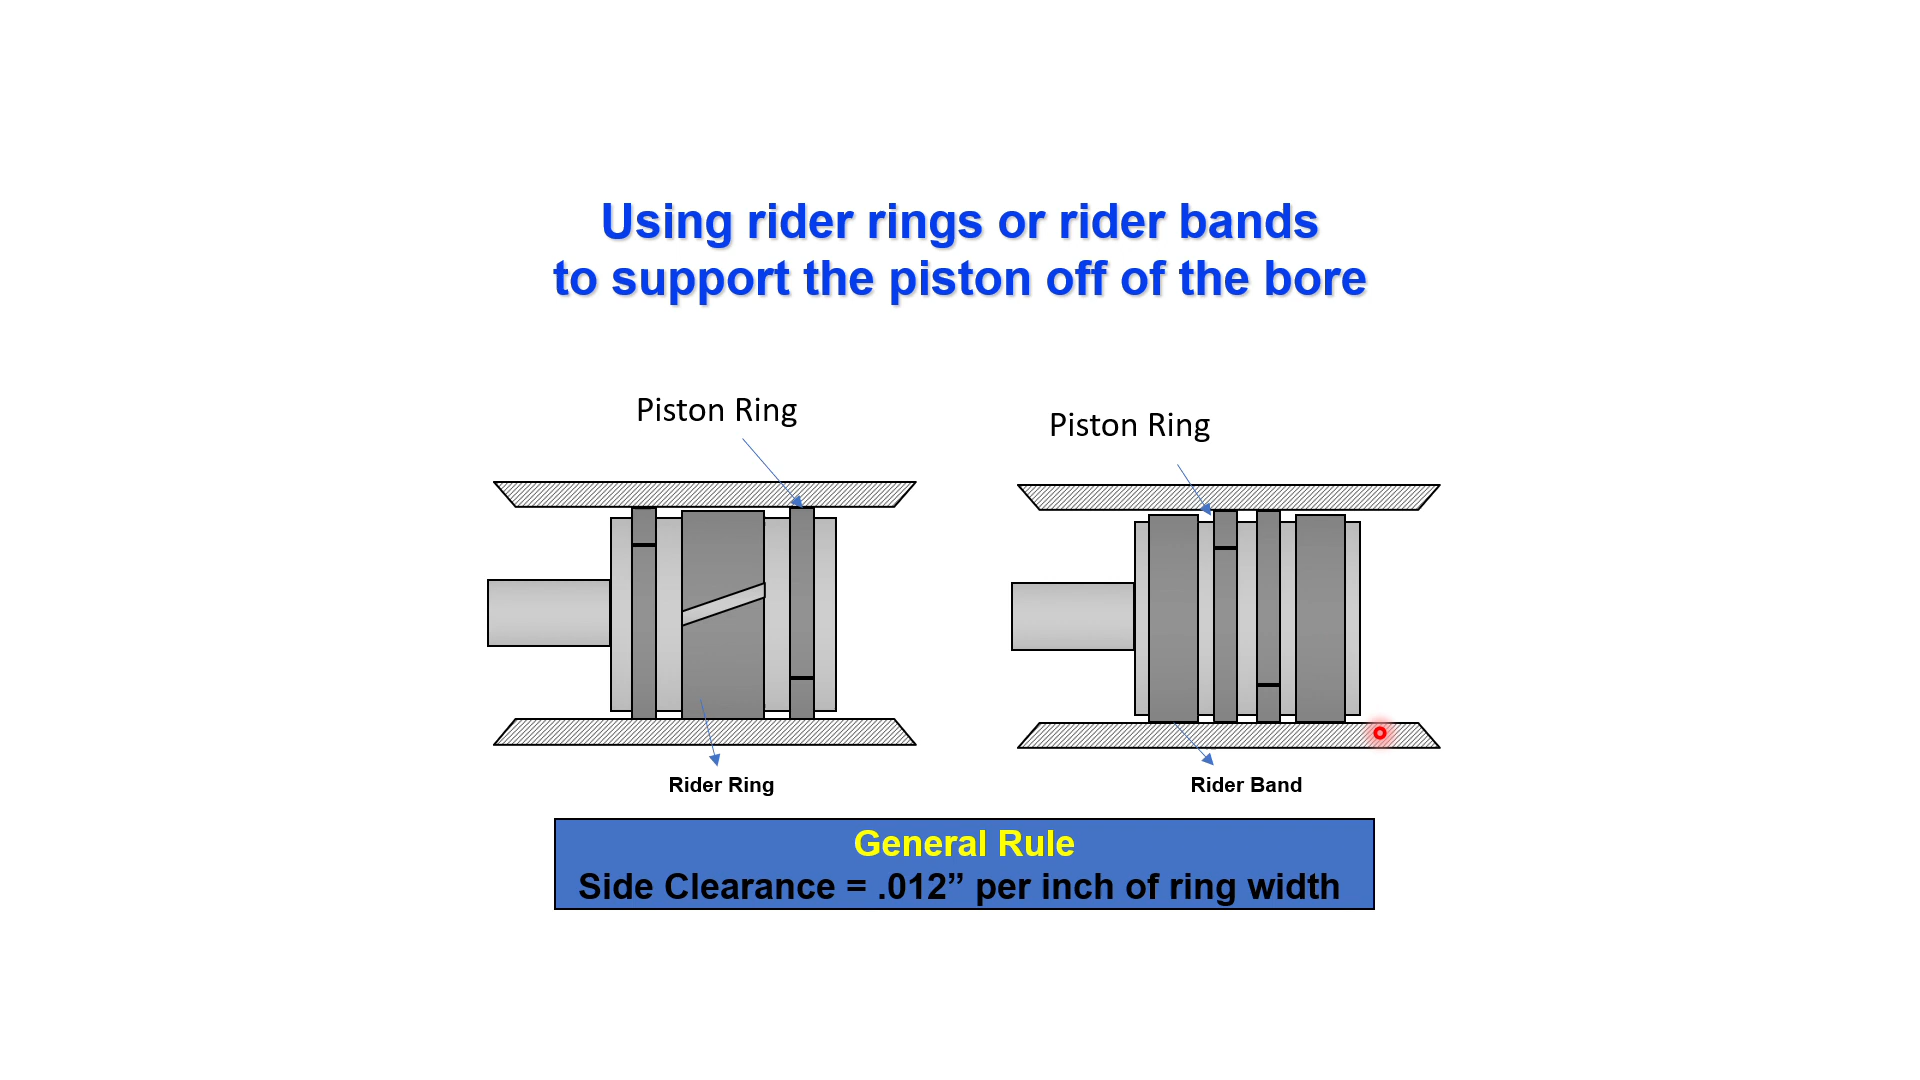 Using rider rings or rider bands
to support the piston off of the bore
Piston Ring
Piston Ring
Rider Ring
Rider Band
General Rule
Side Clearance = .012” per inch of ring width